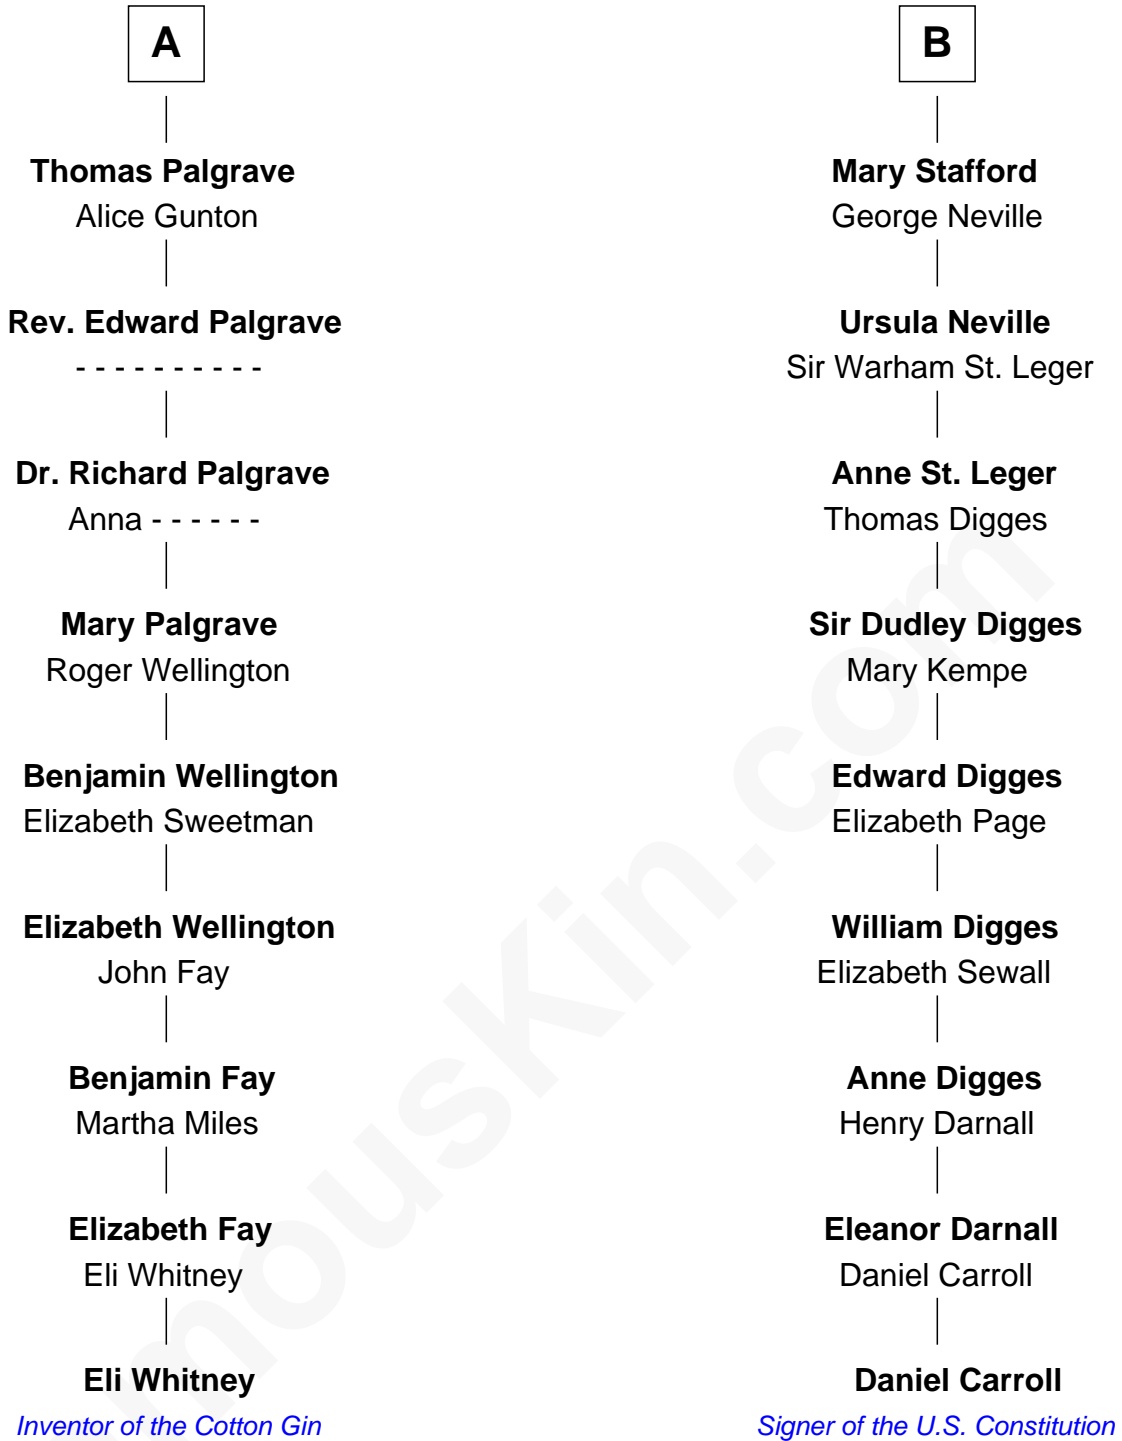 A
Thomas Palgrave
Alice Gunton
Rev. Edward Palgrave
- - - - - - - - - -
Dr. Richard Palgrave
Anna - - - - - -
Mary Palgrave
Roger Wellington
Benjamin Wellington
Elizabeth Sweetman
Elizabeth Wellington
John Fay
Benjamin Fay
Martha Miles
Elizabeth Fay
Eli Whitney
Eli Whitney
Inventor of the Cotton Gin
B
Mary Stafford
George Neville
Ursula Neville
Sir Warham St. Leger
Anne St. Leger
Thomas Digges
Sir Dudley Digges
Mary Kempe
Edward Digges
Elizabeth Page
William Digges
Elizabeth Sewall
Anne Digges
Henry Darnall
Eleanor Darnall
Daniel Carroll
Daniel Carroll
Signer of the U.S. Constitution
mousKin.com